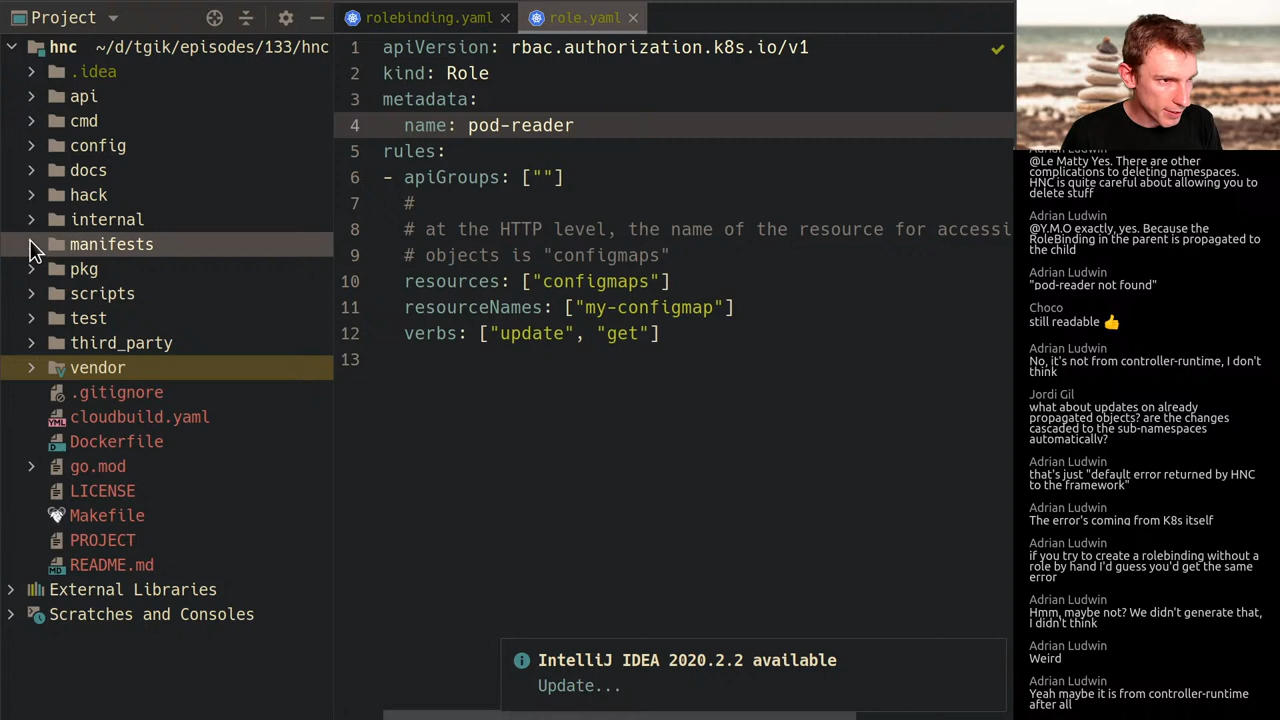 Project
rolebinding.yaml
role.yaml
hnc ~/d/tgik/episodes/133/hnc
.idea
api
cmd
config
docs
hack
internal
manifests
pkg
scripts
test
third_party
vendor
.gitignore
cloudbuild.yaml
Dockerfile
go.mod
LICENSE
Makefile
PROJECT
README.md
External Libraries
Scratches and Consoles
1 apiVersion: rbac.authorization.k8s.io/v1
2 kind: Role
3 metadata:
4 name: pod-reader
5 rules:
6 - apiGroups: [""]
7 #
8 # at the HTTP level, the name of the resource for accessi
9 # objects is "configmaps"
10 resources: ["configmaps"]
11 resourceNames: ["my-configmap"]
12 verbs: ["update", "get"]
13
IntelliJ IDEA 2020.2.2 available
Update...
Adrian Ludwin
@Le Matty Yes. There are other
complications to deleting namespaces.
HNC is quite careful about allowing you to
delete stuff
Adrian Ludwin
@Y.M.O exactly, yes. Because the
RoleBinding in the parent is propagated to
the child
Adrian Ludwin
"pod-reader not found"
Choco
still readable 👍
Adrian Ludwin
No, it's not from controller-runtime, I don't
think
Jordi Gil
what about updates on already
propagated objects? are the changes
cascaded to the sub-namespaces
automatically?
Adrian Ludwin
that's just "default error returned by HNC
to the framework"
Adrian Ludwin
The error's coming from K8s itself
Adrian Ludwin
if you try to create a rolebinding without a
role by hand I'd guess you'd get the same
error
Adrian Ludwin
Hmm, maybe not? We didn't generate that,
I didn't think
Adrian Ludwin
Weird
Adrian Ludwin
Yeah maybe it is from controller-runtime
after all